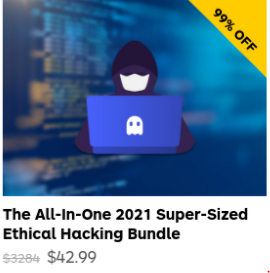 99% OFF
The All-In-One 2021 Super-Sized
Ethical Hacking Bundle
$3284 $42.99